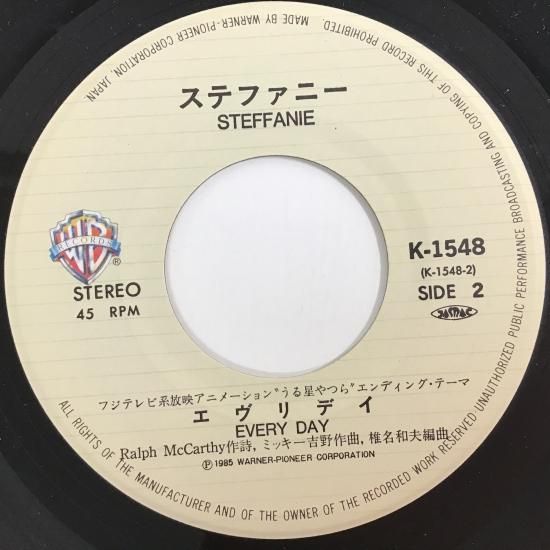 MADE BY WARNER-PIONEER CORPORATION, JAPAN
ステファニー
STEFFANIE
WB
RECORDS
STEREO
45 RPM
K-1548
(K-1548-2)
SIDE 2
JASRAC
フジテレビ系放映アニメーション"うる星やつら"エンディング・テーマ
エヴリデイ
EVERY DAY
Ralph McCarthy作詩, ミッキー吉野作曲, 椎名和夫編曲
Ⓟ1985 WARNER-PIONEER CORPORATION
ALL RIGHTS OF THE MANUFACTURER AND OF THE OWNER OF THE RECORDED WORK RESERVED UNAUTHORIZED PUBLIC PERFORMANCE BROADCASTING AND COPYING OF THIS RECORD PROHIBITED